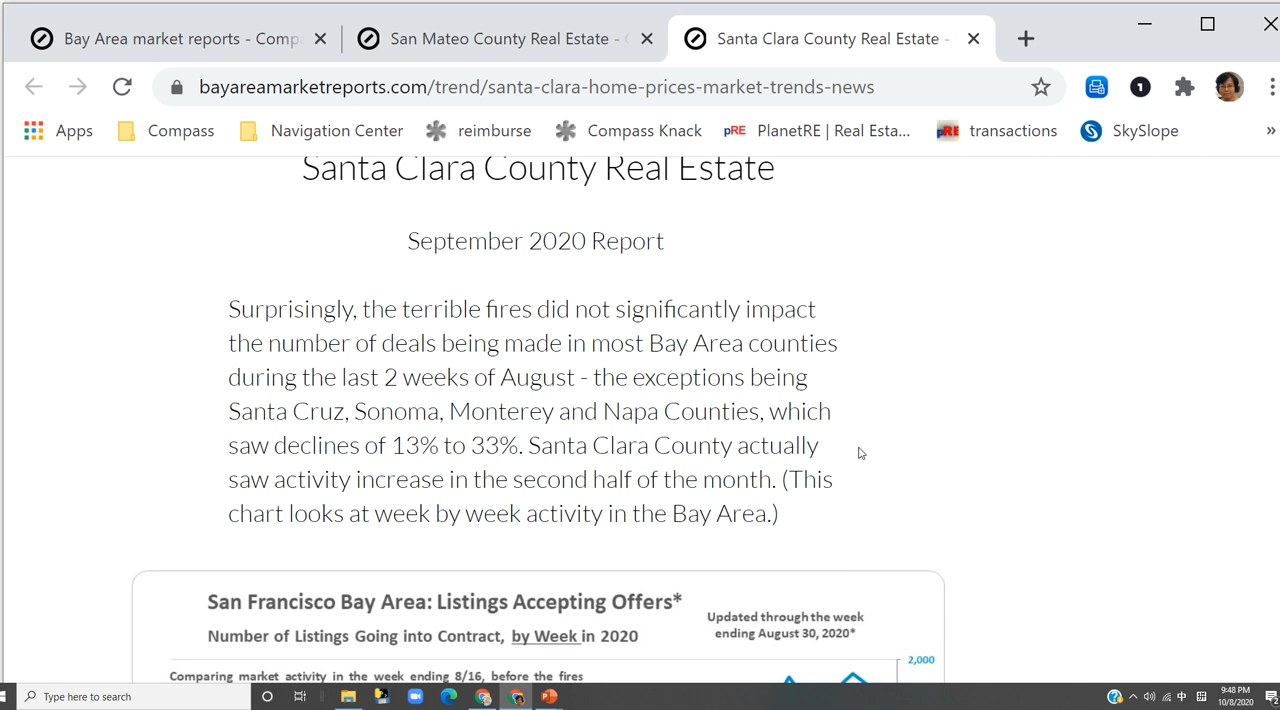 Bay Area market reports - Comp
San Mateo County Real Estate -
Santa Clara County Real Estate -
bayareamarketreports.com/trend/santa-clara-home-prices-market-trends-news
1
Apps
Compass
Navigation Center
reimburse
Compass Knack
pRE
PlanetRE | Real Esta...
pRE
transactions
S
SkySlope
»
Santa Clara County Real Estate
September 2020 Report
Surprisingly, the terrible fires did not significantly impact
the number of deals being made in most Bay Area counties
during the last 2 weeks of August - the exceptions being
Santa Cruz, Sonoma, Monterey and Napa Counties, which
saw declines of 13% to 33%. Santa Clara County actually
saw activity increase in the second half of the month. (This
chart looks at week by week activity in the Bay Area.)
San Francisco Bay Area: Listings Accepting Offers*
Number of Listings Going into Contract, by Week in 2020
Updated through the week
ending August 30, 2020*
Comparing market activity in the week ending 8/16, before the fires
2,000
Type here to search
中
9:48 PM
10/8/2020